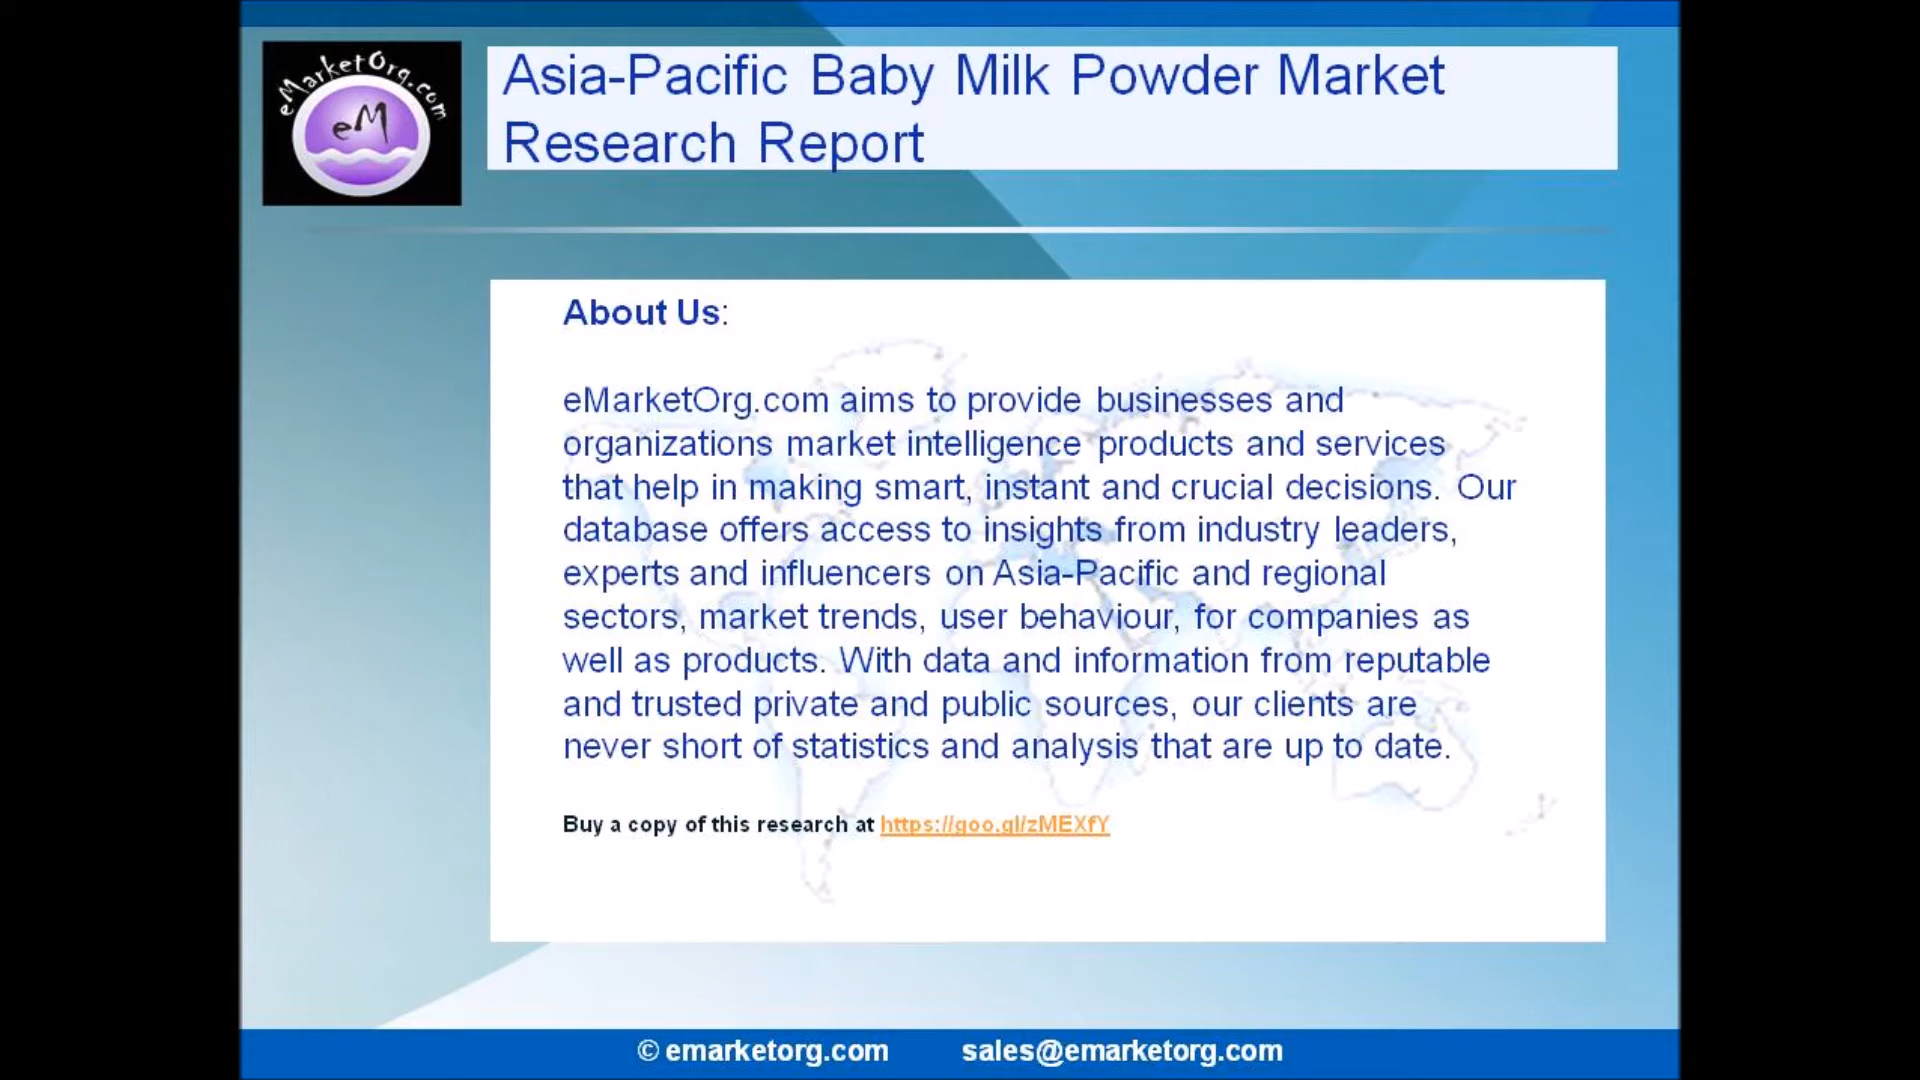 eMarketOrg.com
eM
Asia-Pacific Baby Milk Powder Market
Research Report
About Us:
eMarketOrg.com aims to provide businesses and
organizations market intelligence products and services
that help in making smart, instant and crucial decisions. Our
database offers access to insights from industry leaders,
experts and influencers on Asia-Pacific and regional
sectors, market trends, user behaviour, for companies as
well as products. With data and information from reputable
and trusted private and public sources, our clients are
never short of statistics and analysis that are up to date.
Buy a copy of this research at https://goo.gl/zMEXfY
© emarketorg.com sales@emarketorg.com